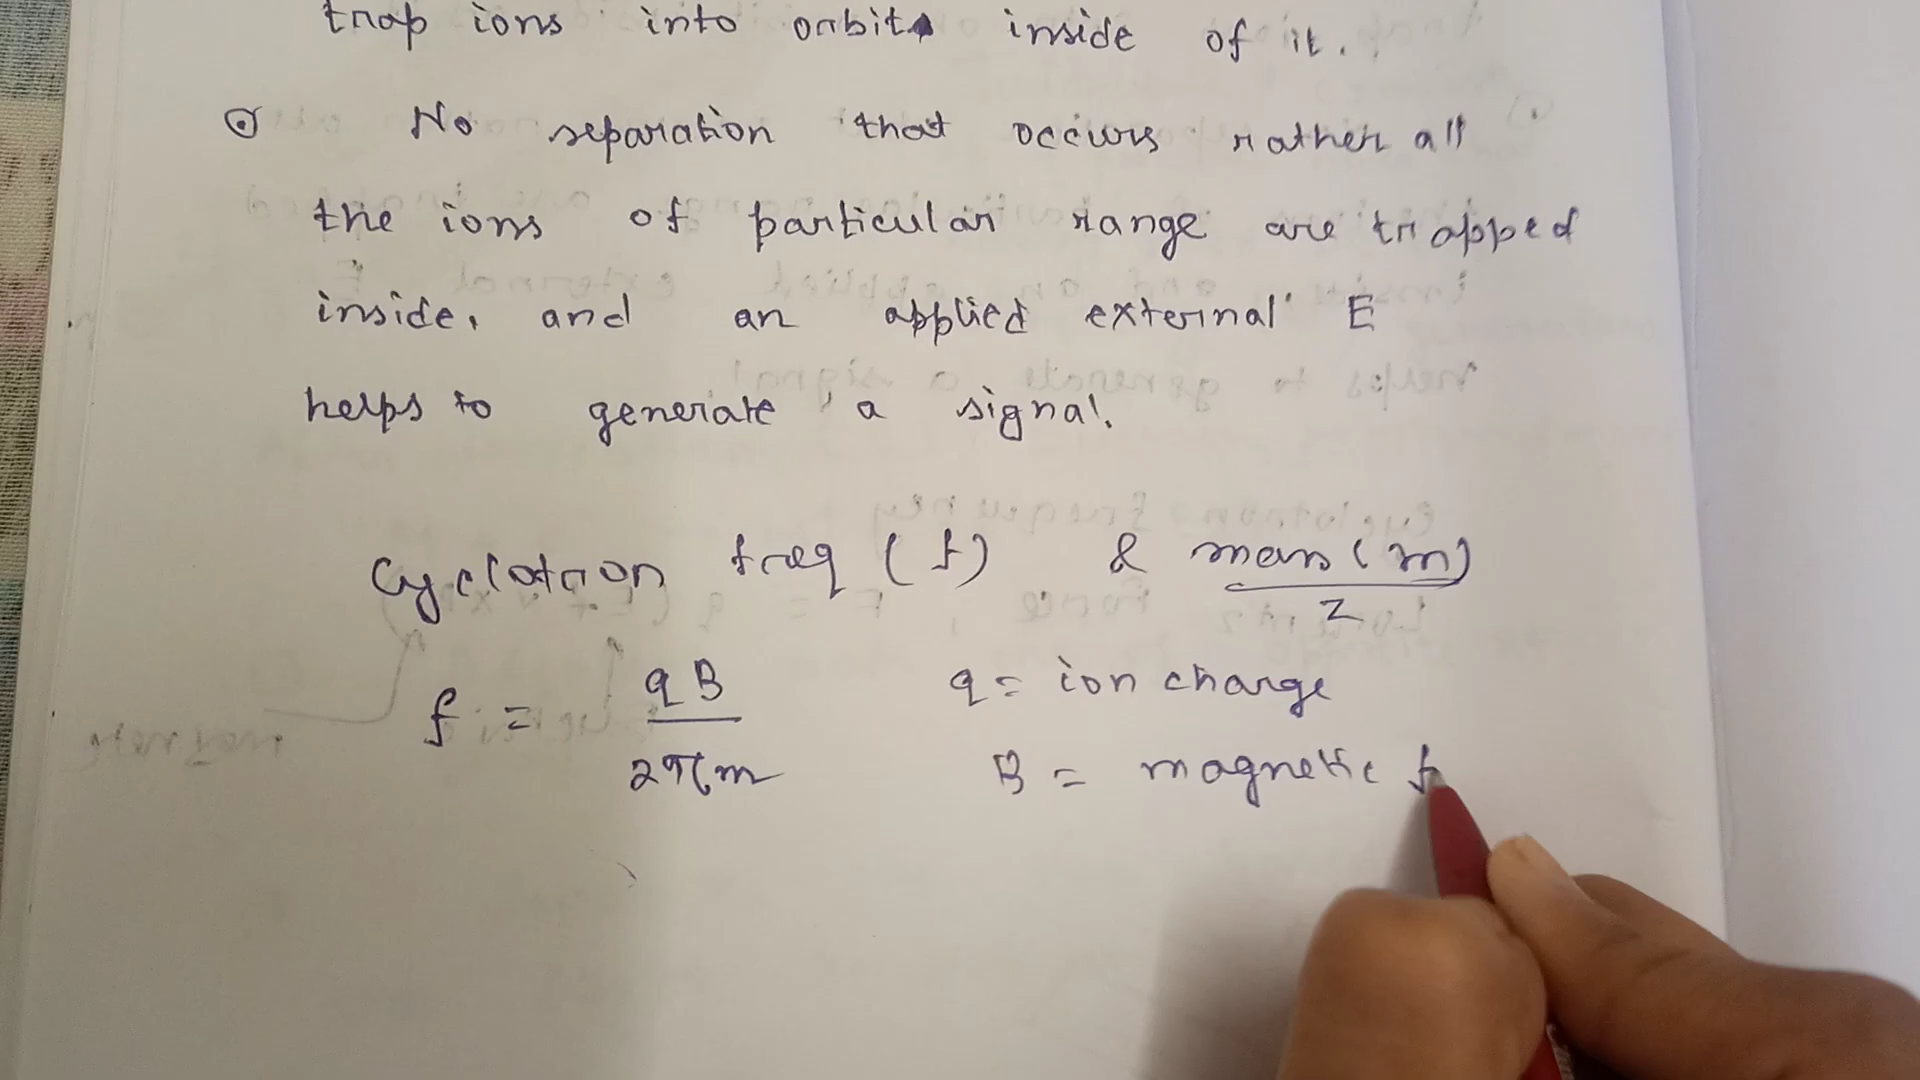 trap ions into orbits inside of it.
⊙ No separation that occurs rather all
the ions of particular range are trapped
inside, and an applied external E
helps to generate a signal.
Cyclotron freq (f) & mass(m)
z
f = qB / 2πm q = ion charge
B = magnetic f